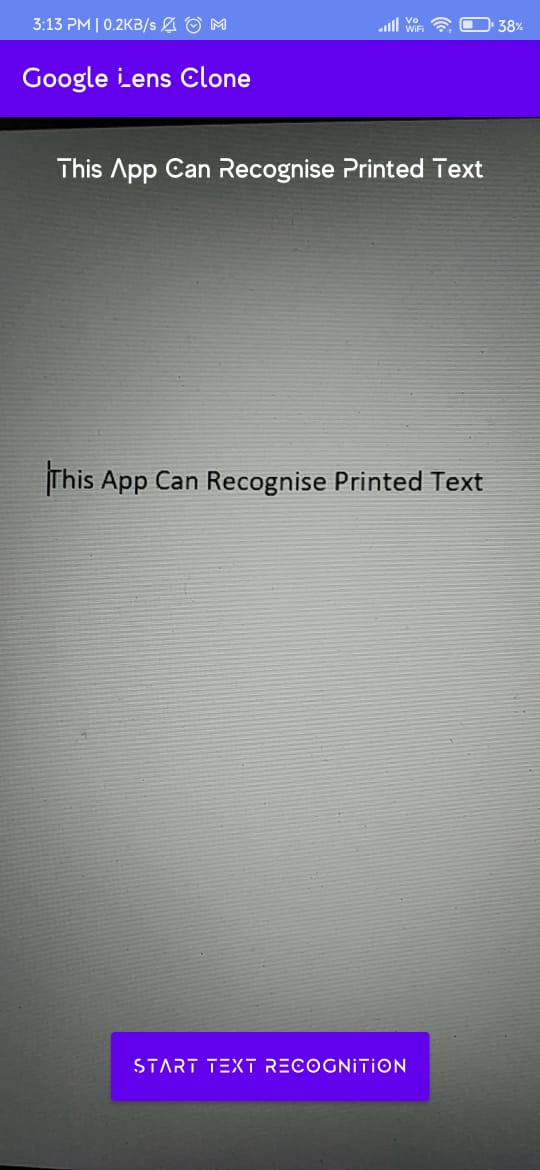 3:13 PM | 0.2KB/s
Vo WiFi 38%
Google Lens Clone
This App Can Recognise Printed Text
This App Can Recognise Printed Text
START TEXT RECOGNITION